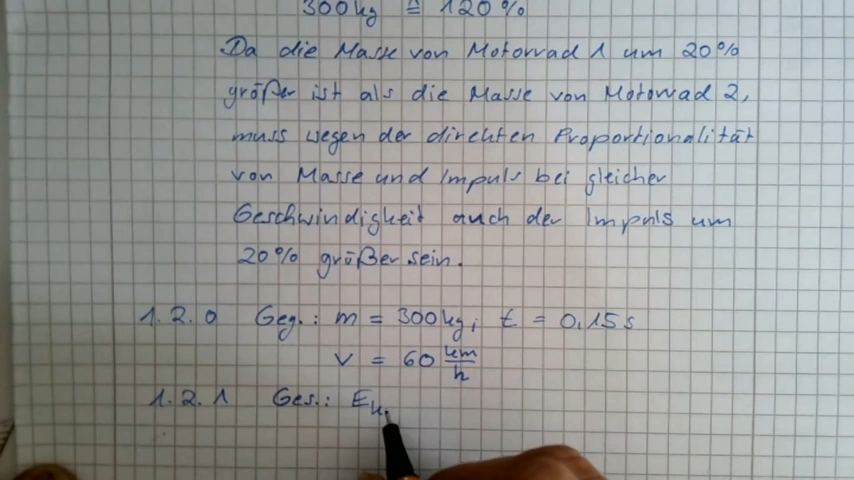 300 kg ≙ 120 %
Da die Masse von Motorrad 1 um 20 %
größer ist als die Masse von Motorrad 2,
muss wegen der direkten Proportionalität
von Masse und Impuls bei gleicher
Geschwindigkeit auch der Impuls um
20 % größer sein.
1.2.0 Geg.: m = 300 kg; t = 0,15 s
v = 60 km/h
1.2.1 Ges.: Ek